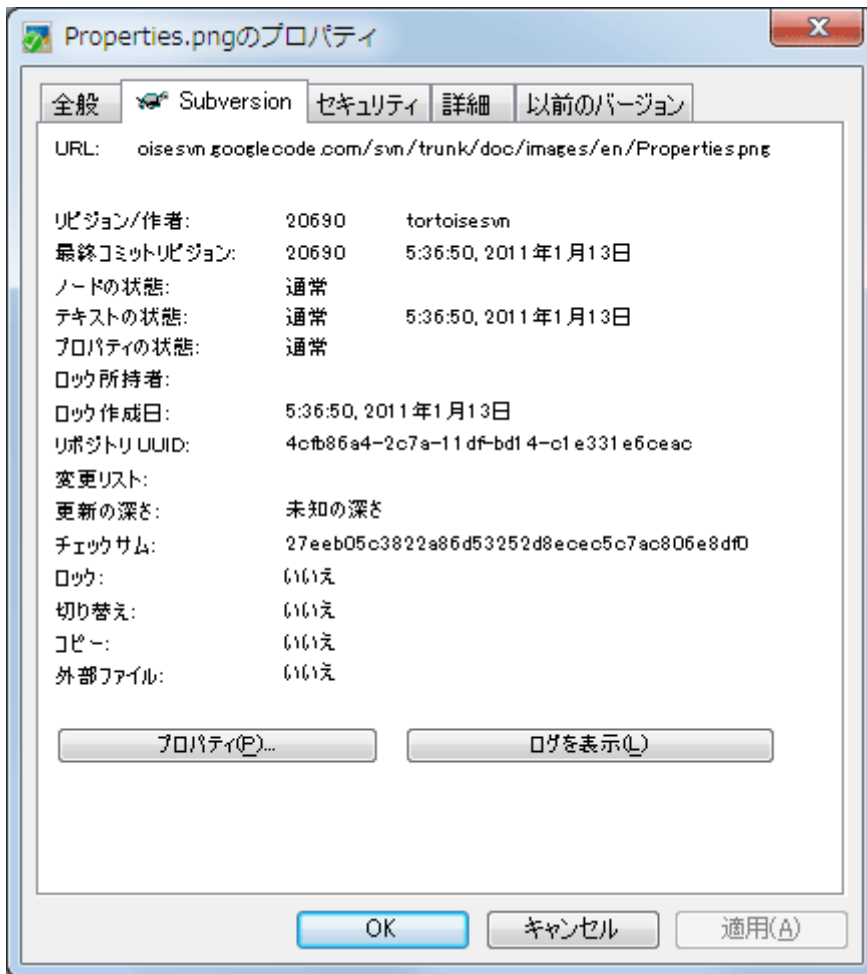 Properties.pngのプロパティ
全般 Subversion セキュリティ 詳細 以前のバージョン
URL: oisesvn.googlecode.com/svn/trunk/doc/images/en/Properties.png
リビジョン/作者: 20690 tortoisesvn
最終コミットリビジョン: 20690 5:36:50, 2011年1月13日
ノードの状態: 通常
テキストの状態: 通常 5:36:50, 2011年1月13日
プロパティの状態: 通常
ロック所持者:
ロック作成日: 5:36:50, 2011年1月13日
リポジトリ UUID: 4cfb86a4-2c7a-11df-bd14-c1e331e6ceac
変更リスト:
更新の深さ: 未知の深さ
チェックサム: 27eeb05c3822a86d53252d8ecec5c7ac806e8df0
ロック: いいえ
切り替え: いいえ
コピー: いいえ
外部ファイル: いいえ
プロパティ(P)... ログを表示(L)
OK キャンセル 適用(A)